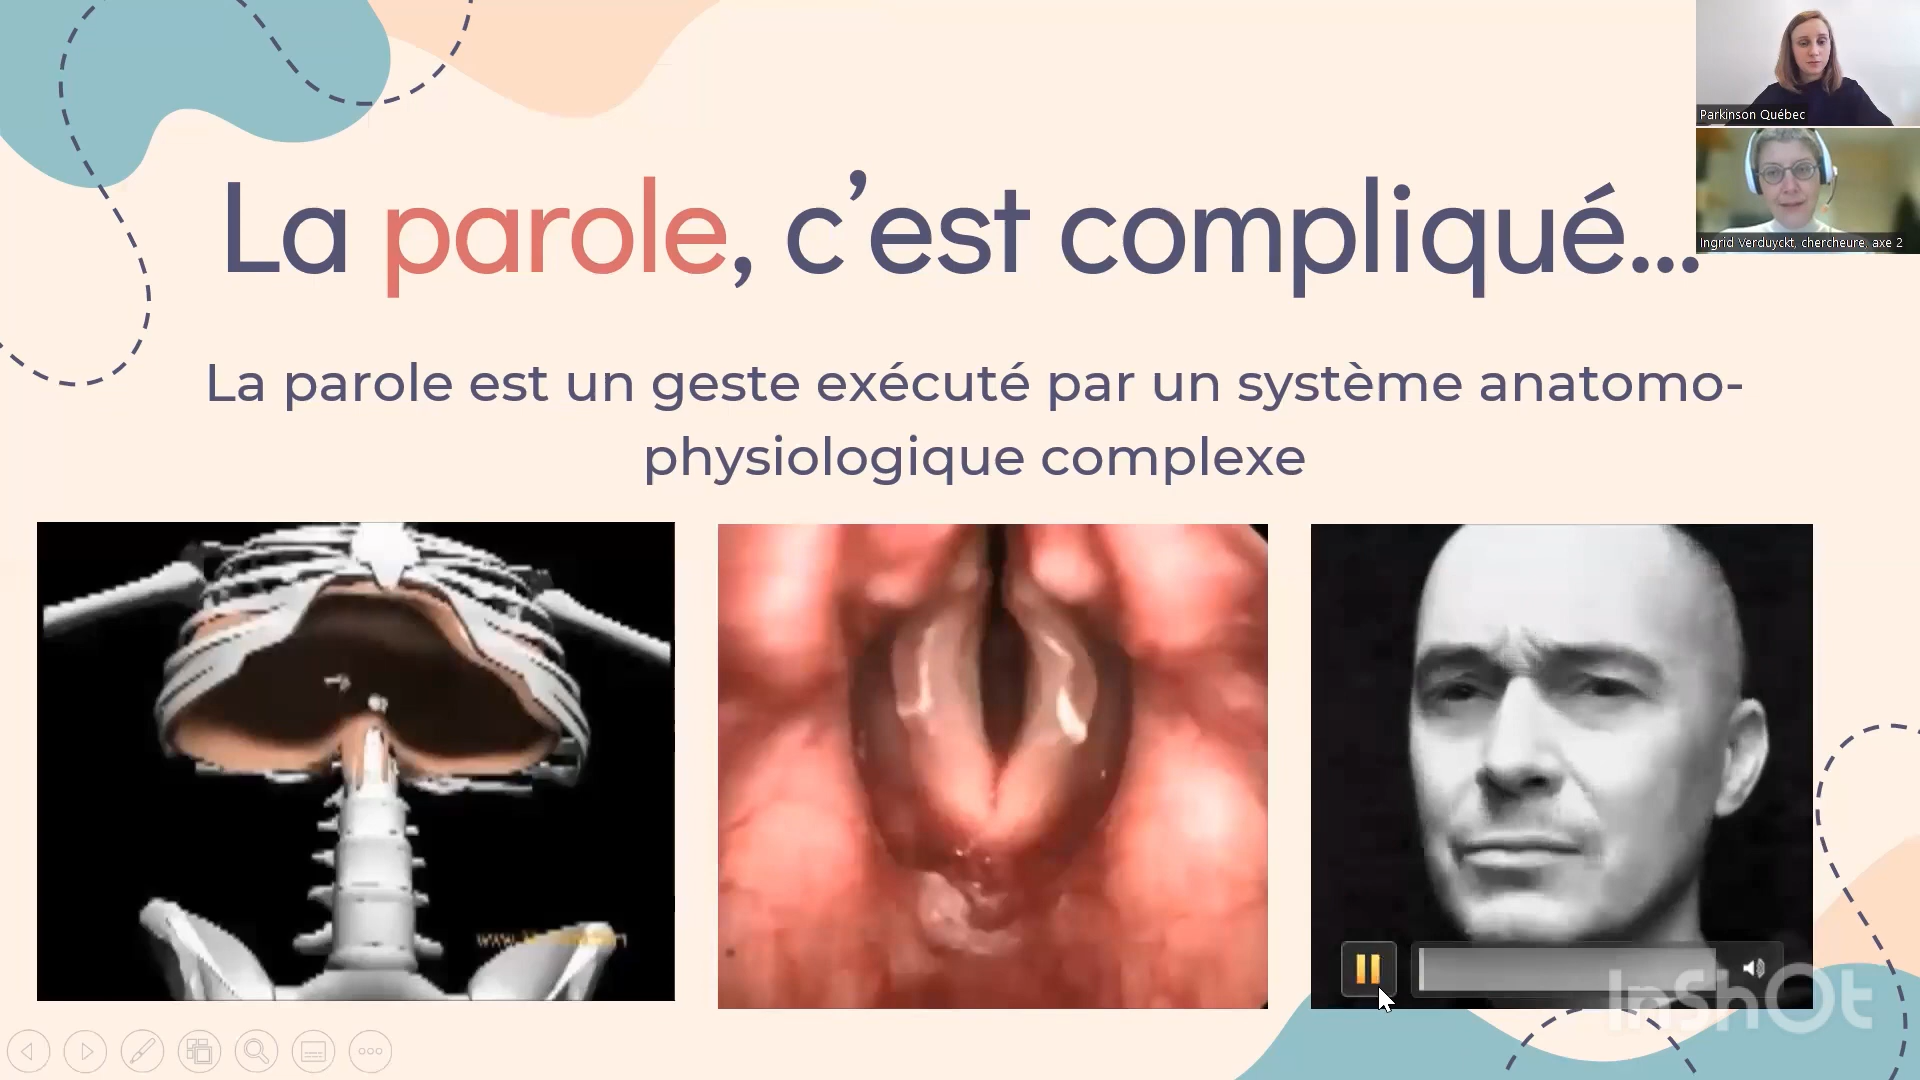 Parkinson Québec
Ingrid Verduyckt, chercheure, axe 2
La parole, c’est compliqué...
La parole est un geste exécuté par un système anatomo-
physiologique complexe
InShOt